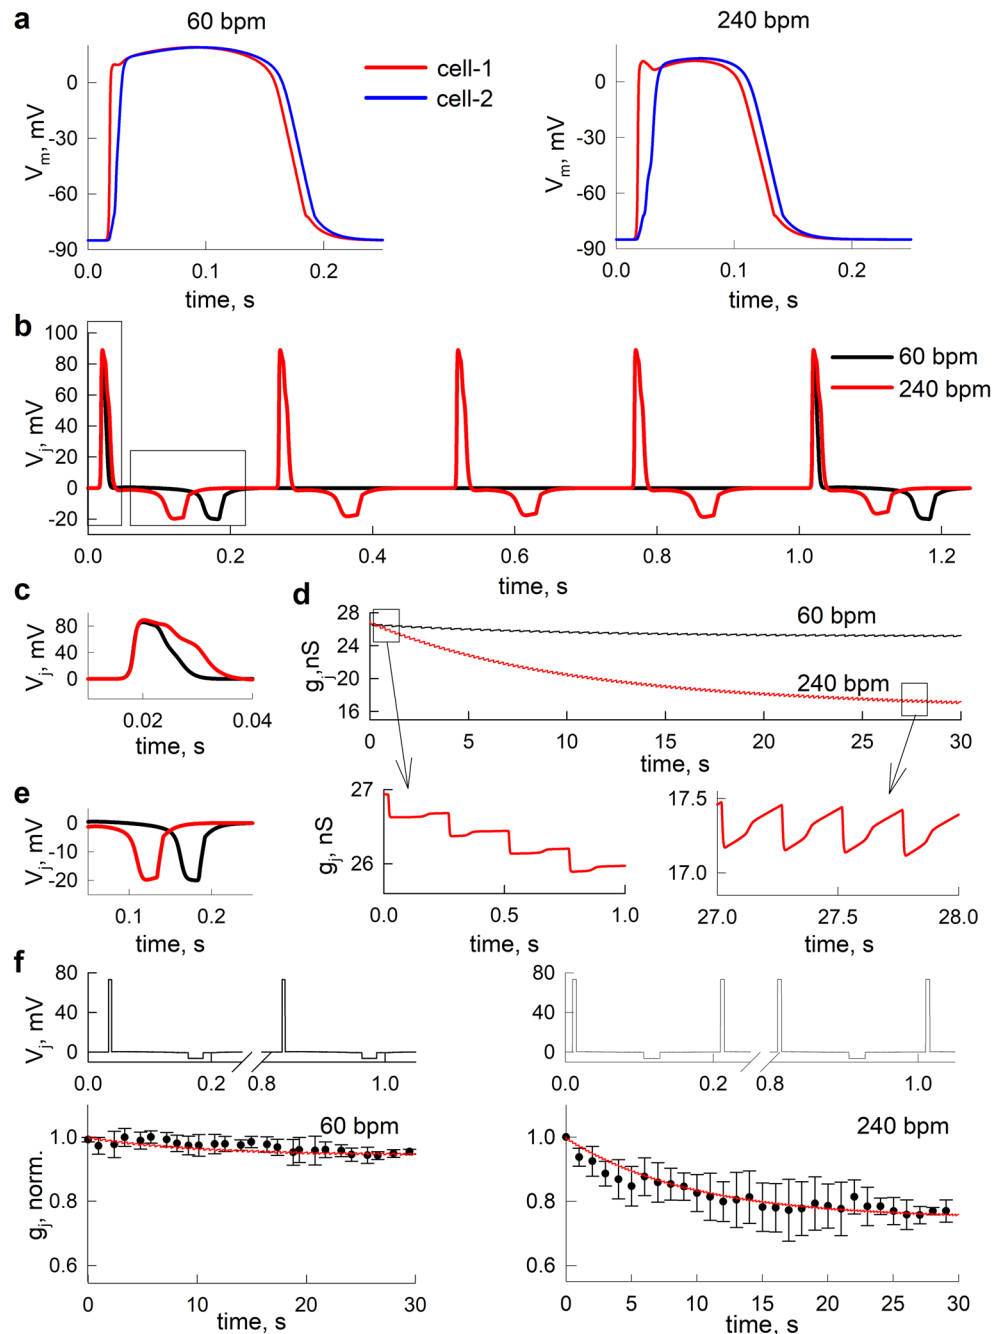 a
60 bpm
240 bpm
V_m, mV
0
-30
-60
-90
0.0 0.1 0.2
time, s
cell-1
cell-2
V_m, mV
0
-30
-60
-90
0.0 0.1 0.2
time, s
b
V_j, mV
100
80
60
40
20
0
-20
60 bpm
240 bpm
0.0 0.2 0.4 0.6 0.8 1.0 1.2
time, s
c
V_j, mV
80
40
0
0.02 0.04
time, s
d
g_j, nS
28
26
24
22
20
18
16
60 bpm
240 bpm
0 5 10 15 20 25 30
time, s
g_j, nS
27
26
0.0 0.5 1.0
time, s
17.5
17.0
27.0 27.5 28.0
time, s
e
V_j, mV
0
-10
-20
0.1 0.2
time, s
f
V_j, mV
80
40
0
0.0 0.2 0.8 1.0
80
40
0
0.0 0.2 0.8 1.0
g_j, norm.
1.0
0.8
0.6
60 bpm
0 10 20 30
time, s
1.0
0.8
0.6
240 bpm
0 5 10 15 20 25 30
time, s